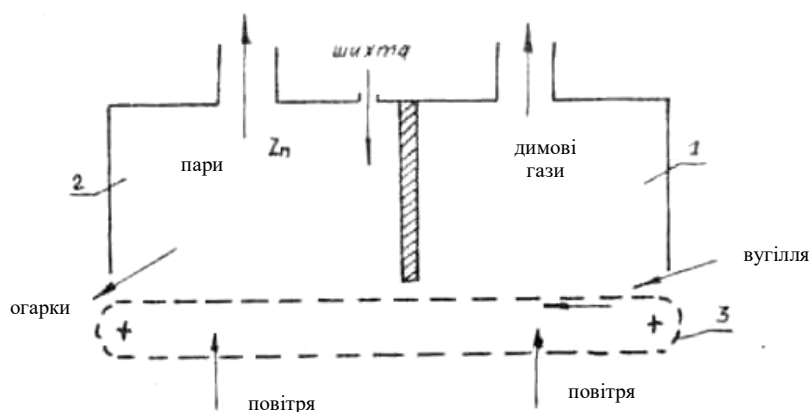 шихта
Zn
пари
димові
гази
1
2
вугілля
огарки
+
+
3
повітря
повітря